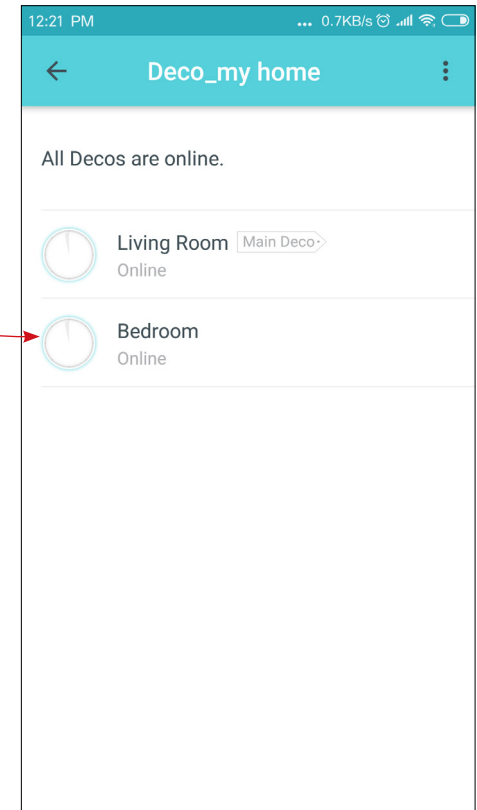 12:21 PM ... 0.7KB/s
Deco_my home
All Decos are online.
Living Room Main Deco
Online
Bedroom
Online